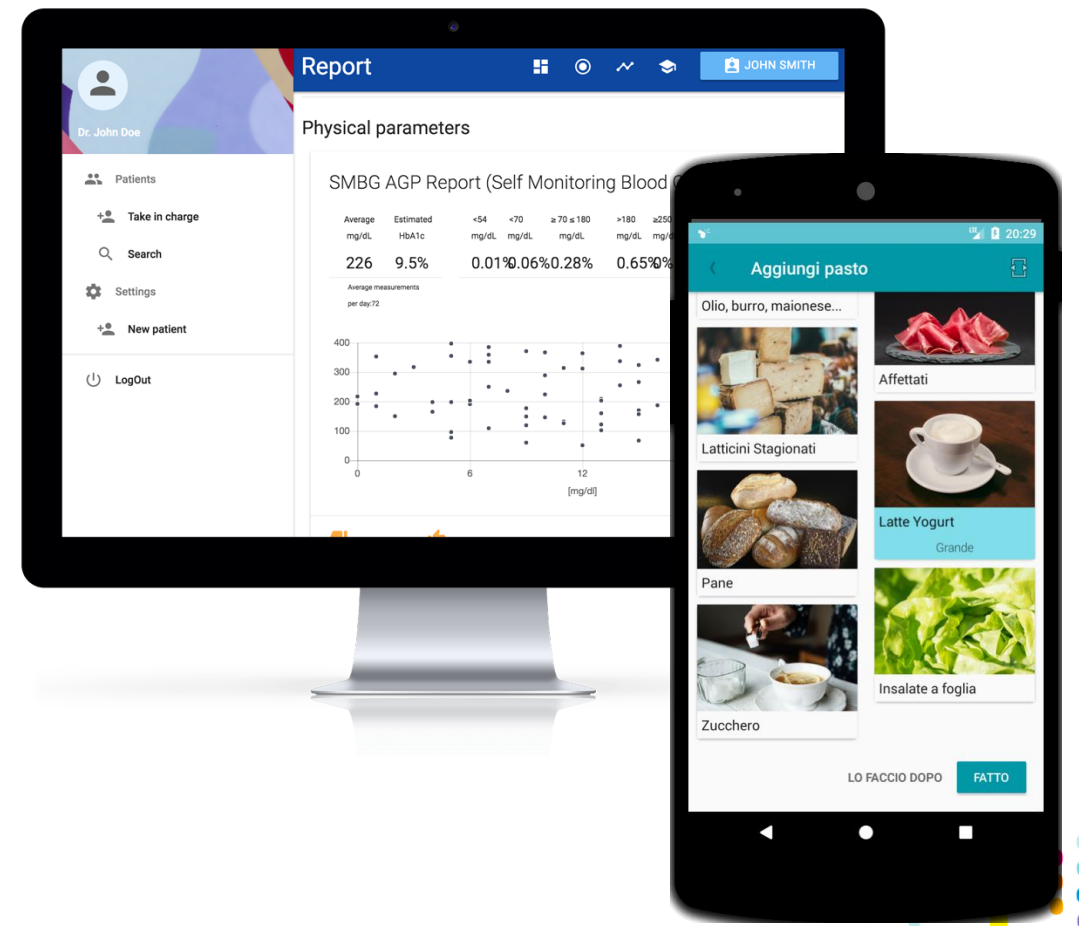 Dr. John Doe
Patients
Take in charge
Search
Settings
New patient
LogOut
Report
JOHN SMITH
Physical parameters
SMBG AGP Report (Self Monitoring Blood
Average Estimated <54 <70 ≥ 70 ≤ 180 >180 ≥250
mg/dL HbA1c mg/dL mg/dL mg/dL mg/dL
226 9.5% 0.01% 0.06% 0.28% 0.65% 0%
Average measurements
per day:72
400
300
200
100
0
0 6 12
[mg/dl]
20:29
Aggiungi pasto
Olio, burro, maionese...
Affettati
Latticini Stagionati
Latte Yogurt
Grande
Pane
Insalate a foglia
Zucchero
LO FACCIO DOPO FATTO